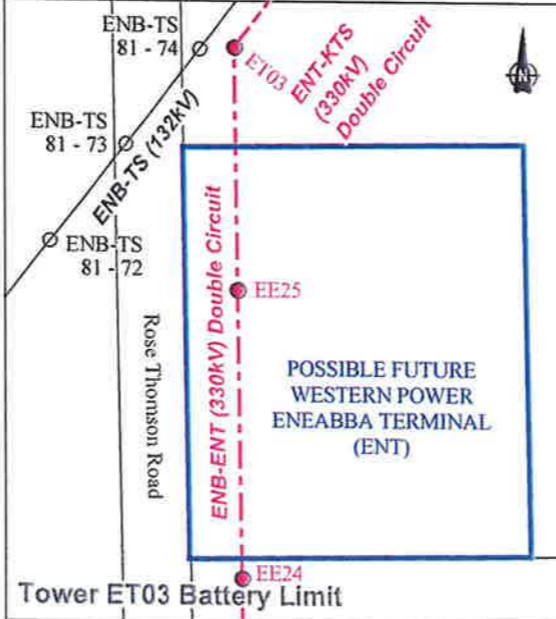 ENB-TS
81 - 74
ET03
ENT-KTS
(330kV)
Double Circuit
N
ENB-TS
81 - 73
ENB-TS (132kV)
ENB-TS
81 - 72
EE25
ENB-ENT (330kV) Double Circuit
Rose Thomson Road
POSSIBLE FUTURE
WESTERN POWER
ENEABBA TERMINAL
(ENT)
EE24
Tower ET03 Battery Limit